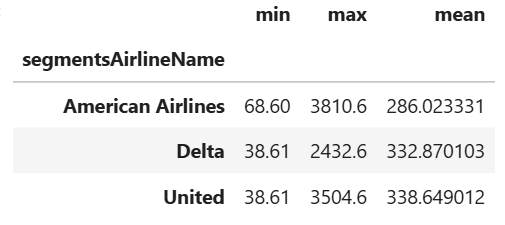 min max mean
segmentsAirlineName
American Airlines 68.60 3810.6 286.023331
Delta 38.61 2432.6 332.870103
United 38.61 3504.6 338.649012